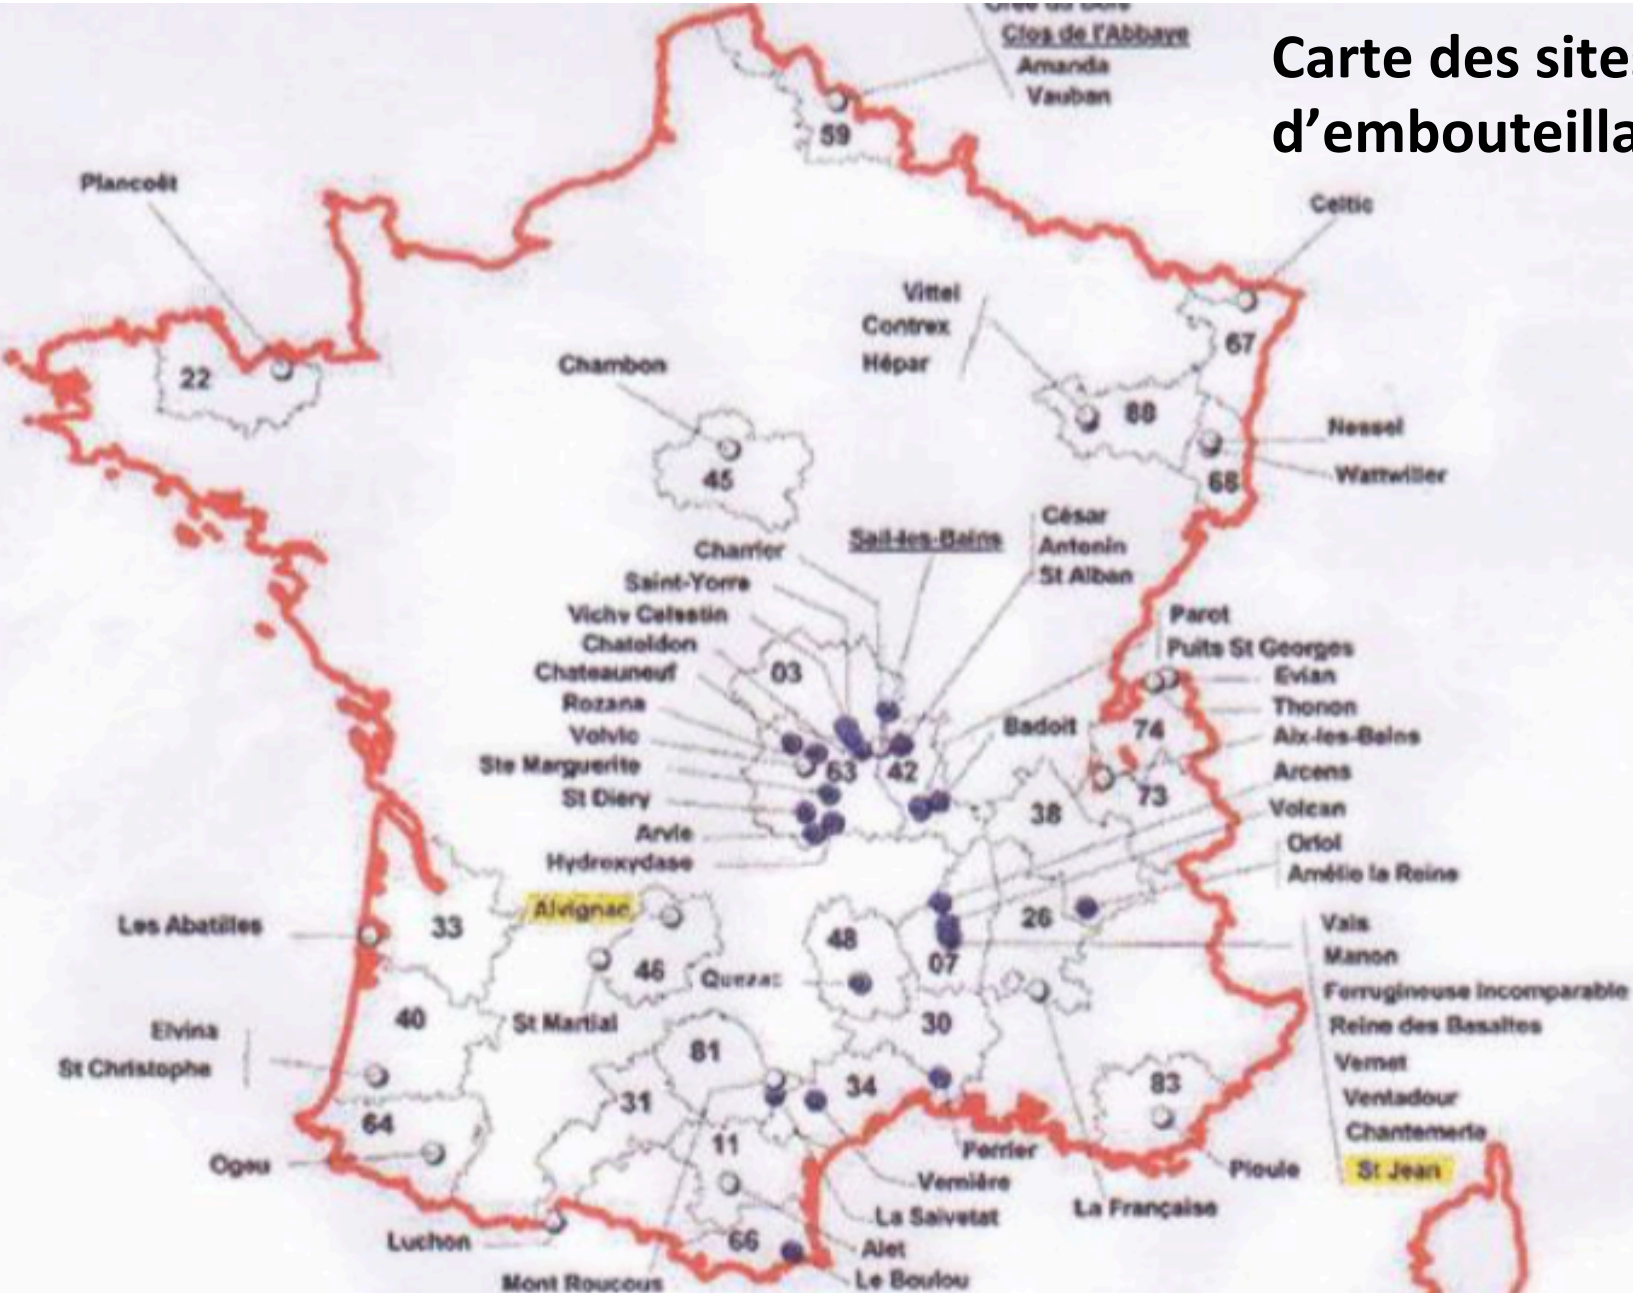 Carte des sites
d’embouteilla
Orée du Bois
Clos de l'Abbaye
Amanda
Vauban
59
Plancoët
Celtic
Vittel
Contrex
Hépar
67
22
Chambon
88
Nessel
Wattwiller
45
68
César
Antonin
St Alban
Sail-les-Bains
Charrier
Saint-Yorre
Vichy Celestin
Chateldon
Chateauneuf
Rozana
Volvic
Ste Marguerite
St Diery
Arvie
Hydroxydase
03
63
42
Parot
Puits St Georges
Evian
Thonon
Badoit
74
Aix-les-Bains
Arcens
73
Volcan
38
Oriol
Amélie la Reine
Les Abatilles
33
Alvignac
46
48
Quezac
07
26
Vals
Manon
Ferrugineuse Incomparable
Reine des Basaltes
Vernet
Ventadour
Chantemerle
St Jean
40
St Martial
30
Elvina
St Christophe
81
34
83
31
64
11
Ogeu
Perrier
Pioule
Vernière
La Française
La Salvetat
Luchon
66
Alet
Mont Roucous
Le Boulou